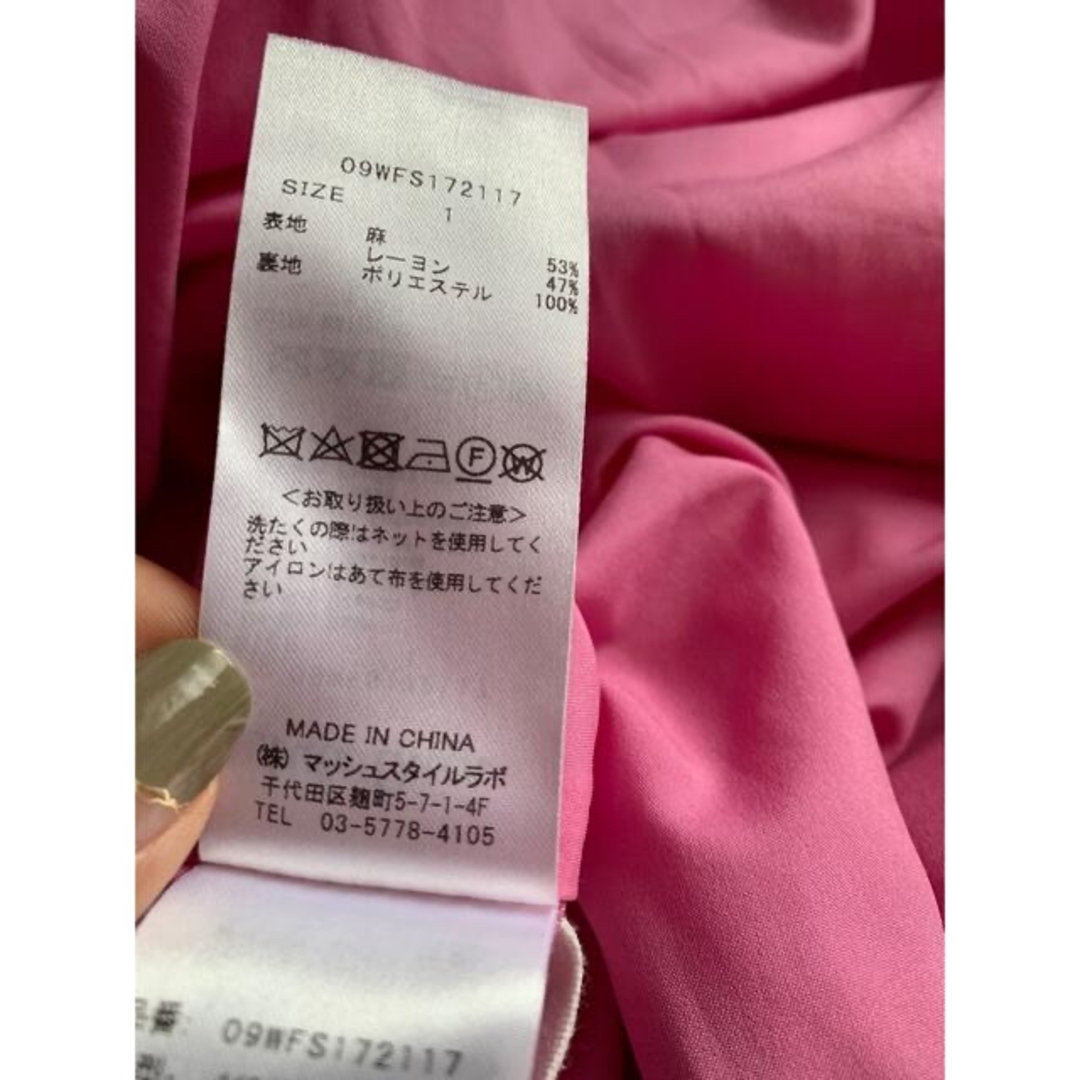 09WFS172117
SIZE 1
表地 麻 53%
レーヨン 47%
裏地 ポリエステル 100%
F
W
<お取り扱い上のご注意>
洗たくの際はネットを使用してく
ださい
アイロンはあて布を使用してくだ
さい
MADE IN CHINA
(株) マッシュスタイルラボ
千代田区麹町5-7-1-4F
TEL 03-5778-4105
品番: 09WFS172117